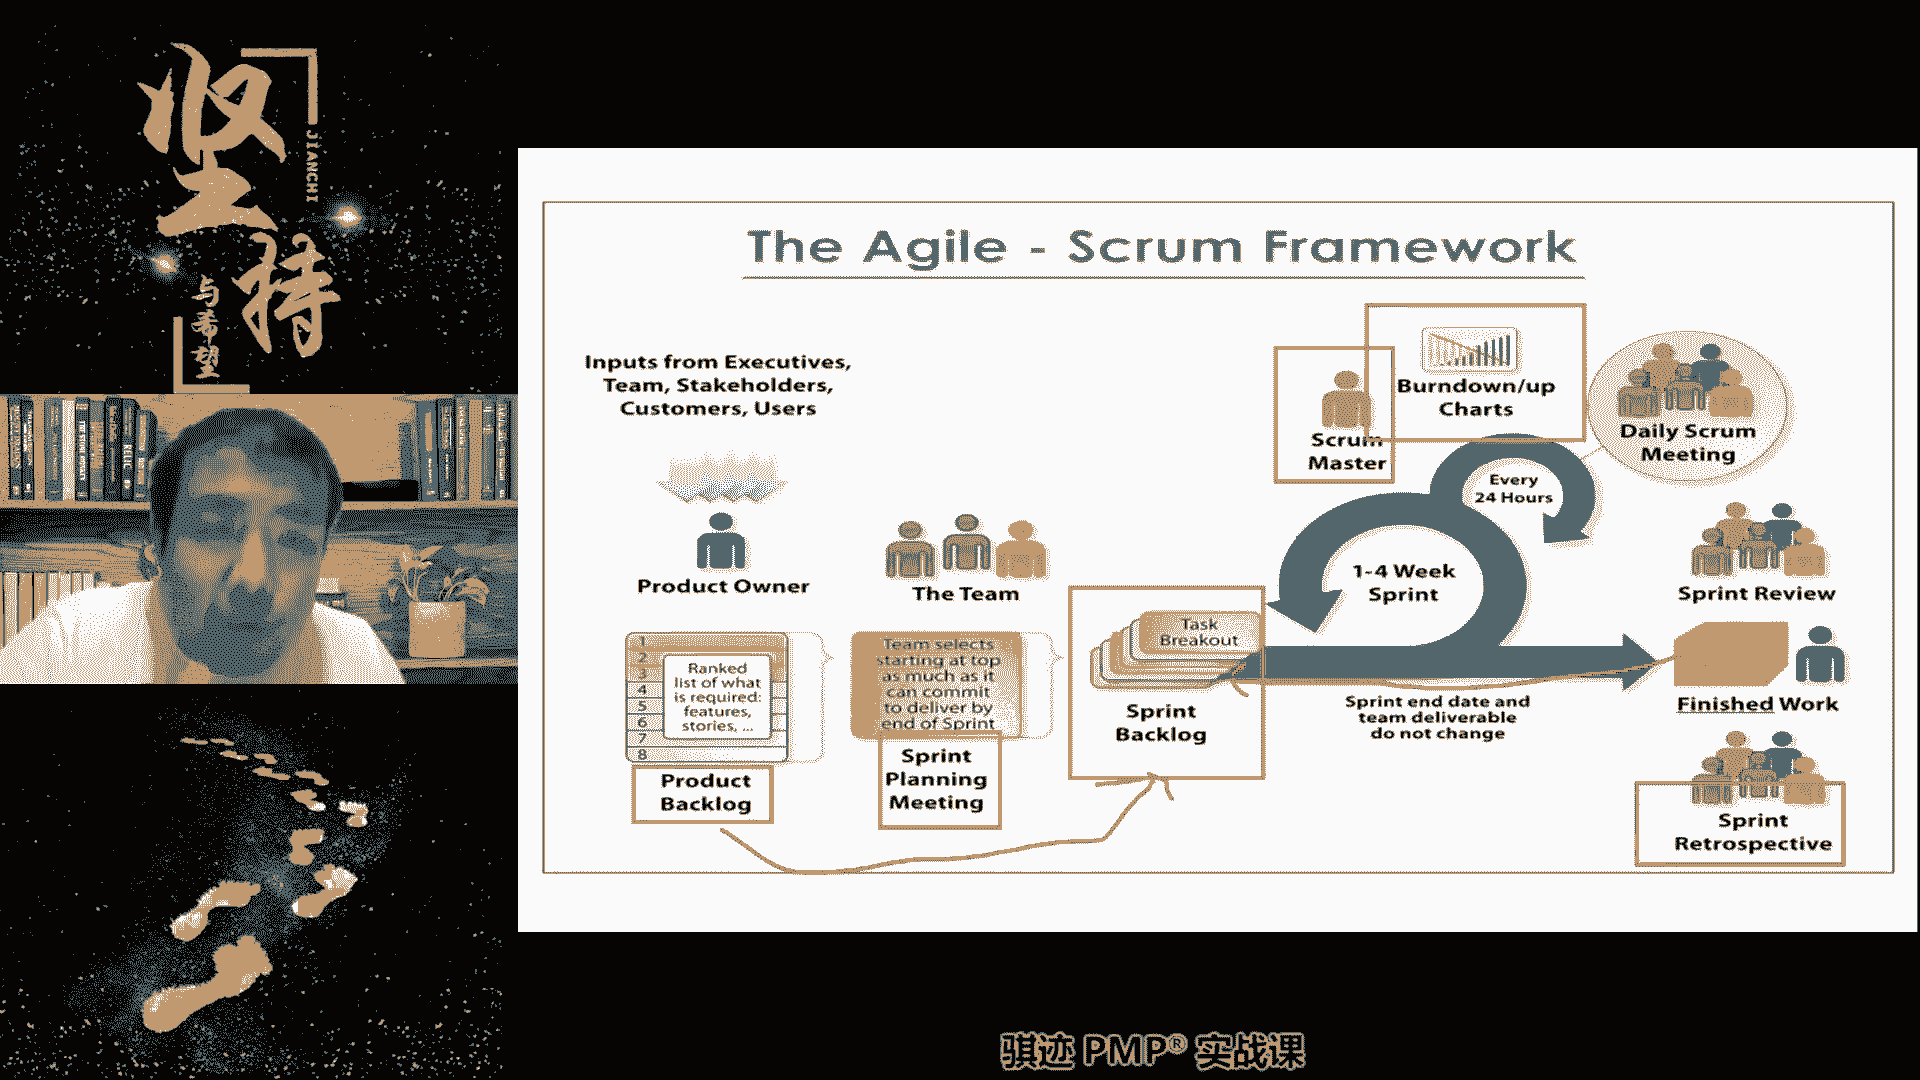 坚持
JIANCHI
与希望
The Agile - Scrum Framework
Inputs from Executives,
Team, Stakeholders,
Customers, Users
Product Owner
The Team
1
2
3
4
5
6
7
8
Ranked
list of what
is required:
features,
stories, ...
Product
Backlog
Team selects
starting at top
as much as it
can commit
to deliver by
end of Sprint
Sprint
Planning
Meeting
Task
Breakout
Sprint
Backlog
Scrum
Master
Burndown/up
Charts
Every
24 Hours
1-4 Week
Sprint
Daily Scrum
Meeting
Sprint end date and
team deliverable
do not change
Sprint Review
Finished Work
Sprint
Retrospective
骐迹 PMP® 实战课